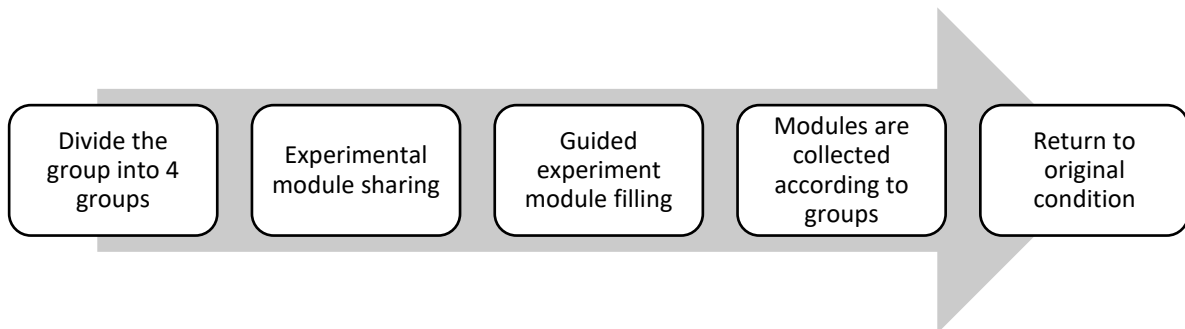 Divide the
group into 4
groups
Experimental
module sharing
Guided
experiment
module filling
Modules are
collected
according to
groups
Return to
original
condition